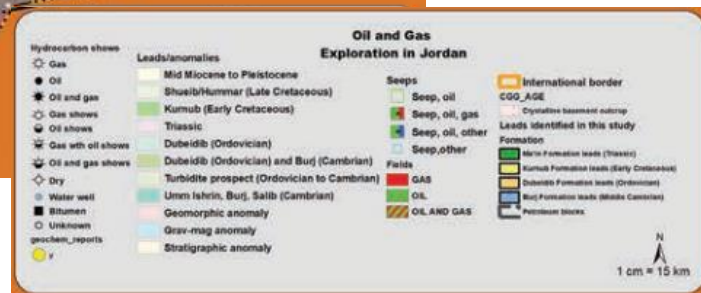 Oil and Gas
Exploration in Jordan
Hydrocarbon shows
Gas
Oil
Oil and gas
Gas shows
Oil shows
Gas wth oil shows
Oil and gas shows
Dry
Water well
Bitumen
Unknown
geochem_reports
Leads/anomalies
Mid Miocene to Pleistocene
Shueib/Hummar (Late Cretaceous)
Kurnub (Early Cretaceous)
Triassic
Dubeidib (Ordovician)
Dubeidib (Ordovician) and Burj (Cambrian)
Turbidite prospect (Ordovician to Cambrian)
Umm Ishrin, Burj, Salib (Cambrian)
Geomorphic anomaly
Grav-mag anomaly
Stratigraphic anomaly
Seeps
Seep, oil
Seep, oil, gas
Seep, oil, other
Seep,other
Fields
GAS
OIL
OIL AND GAS
International border
CGG_AGE
Crystalline basement outcrop
Leads identified in this study
Formation
Ma'in Formation leads (Triassic)
Kurnub Formation leads (Early Cretaceous)
Dubeidib Formation leads (Ordovician)
Burj Formation leads (Middle Cambrian)
Petroleum blocks
N
1 cm = 15 km